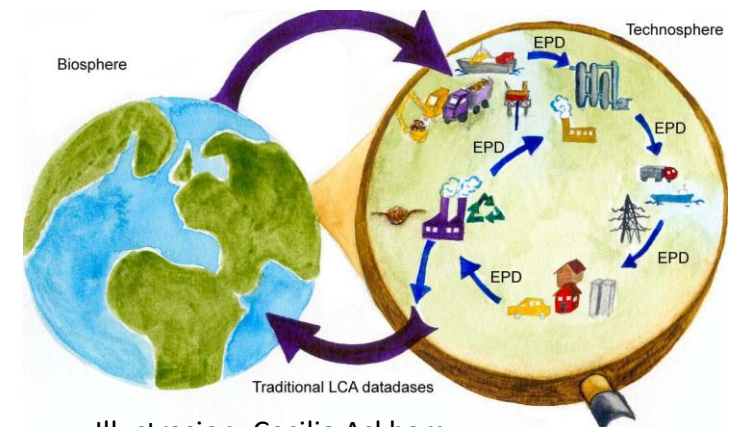 Technosphere
Biosphere
EPD
EPD
EPD
EPD
EPD
Traditional LCA datadases